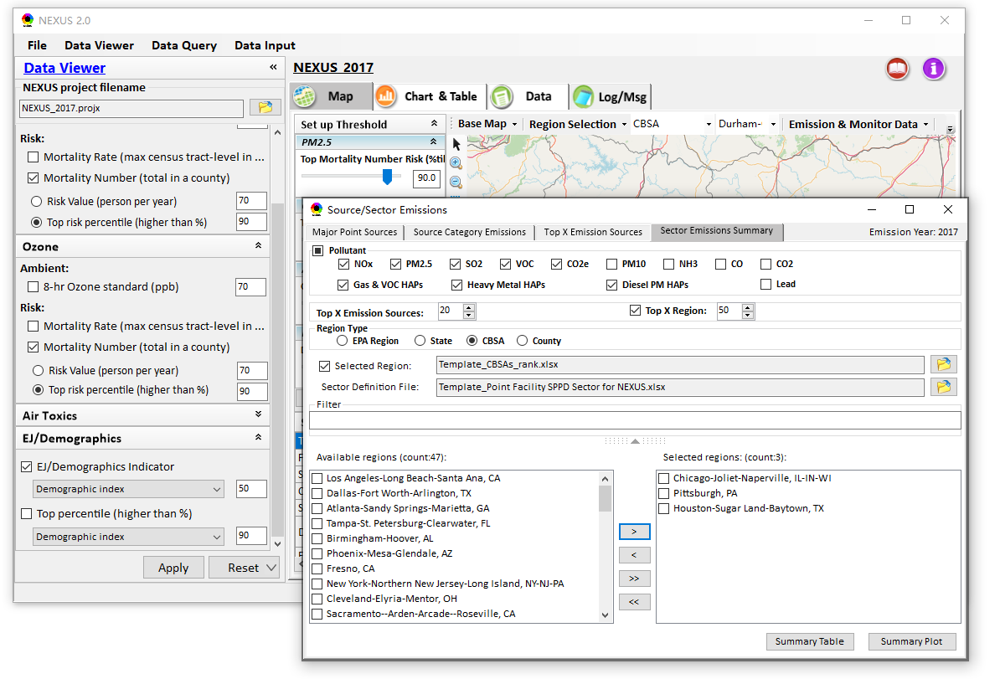 NEXUS 2.0
File Data Viewer Data Query Data Input
Data Viewer «
NEXUS project filename
NEXUS_2017.projx
Risk:
Mortality Rate (max census tract-level in ...
Mortality Number (total in a county)
Risk Value (person per year) 70
Top risk percentile (higher than %) 90
Ozone
Ambient:
8-hr Ozone standard (ppb) 70
Risk:
Mortality Rate (max census tract-level in ...
Mortality Number (total in a county)
Risk Value (person per year) 70
Top risk percentile (higher than %) 90
Air Toxics
EJ/Demographics
EJ/Demographics Indicator
Demographic index 50
Top percentile (higher than %)
Demographic index 90
Apply Reset
NEXUS_2017
Map Chart & Table Data Log/Msg
Set up Threshold
PM2.5
Top Mortality Number Risk (%til
90.0
Base Map Region Selection CBSA Durham- Emission & Monitor Data
Source/Sector Emissions
Major Point Sources Source Category Emissions Top X Emission Sources Sector Emissions Summary Emission Year: 2017
Pollutant
NOx PM2.5 SO2 VOC CO2e PM10 NH3 CO CO2
Gas & VOC HAPs Heavy Metal HAPs Diesel PM HAPs Lead
Top X Emission Sources: 20 Top X Region: 50
Region Type
EPA Region State CBSA County
Selected Region: Template_CBSAs_rank.xlsx
Sector Definition File: Template_Point Facility SPPD Sector for NEXUS.xlsx
Filter
Available regions (count:47):
Los Angeles-Long Beach-Santa Ana, CA
Dallas-Fort Worth-Arlington, TX
Atlanta-Sandy Springs-Marietta, GA
Tampa-St. Petersburg-Clearwater, FL
Birmingham-Hoover, AL
Phoenix-Mesa-Glendale, AZ
Fresno, CA
New York-Northern New Jersey-Long Island, NY-NJ-PA
Cleveland-Elyria-Mentor, OH
Sacramento--Arden-Arcade--Roseville, CA
>
<
>>
<<
Selected regions: (count:3):
Chicago-Joliet-Naperville, IL-IN-WI
Pittsburgh, PA
Houston-Sugar Land-Baytown, TX
Summary Table Summary Plot